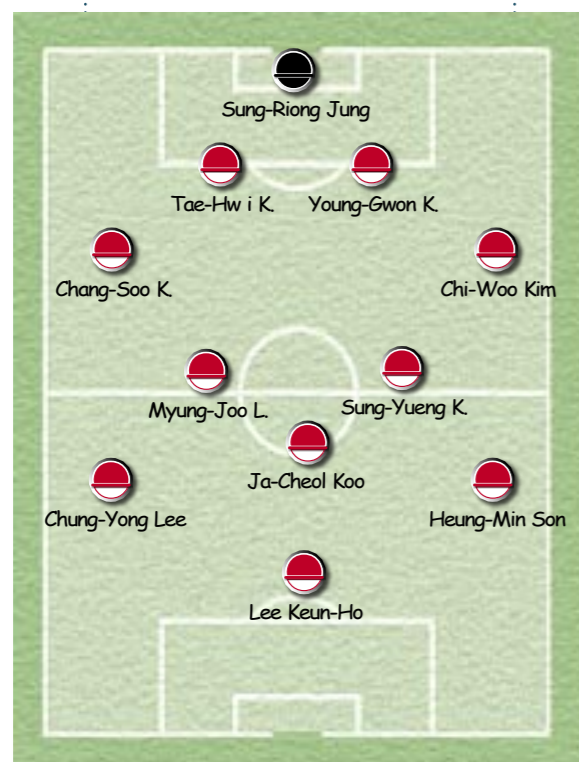 Sung-Riong Jung
Tae-Hw i K.
Young-Gwon K.
Chang-Soo K.
Chi-Woo Kim
Myung-Joo L.
Sung-Yueng K.
Ja-Cheol Koo
Chung-Yong Lee
Heung-Min Son
Lee Keun-Ho